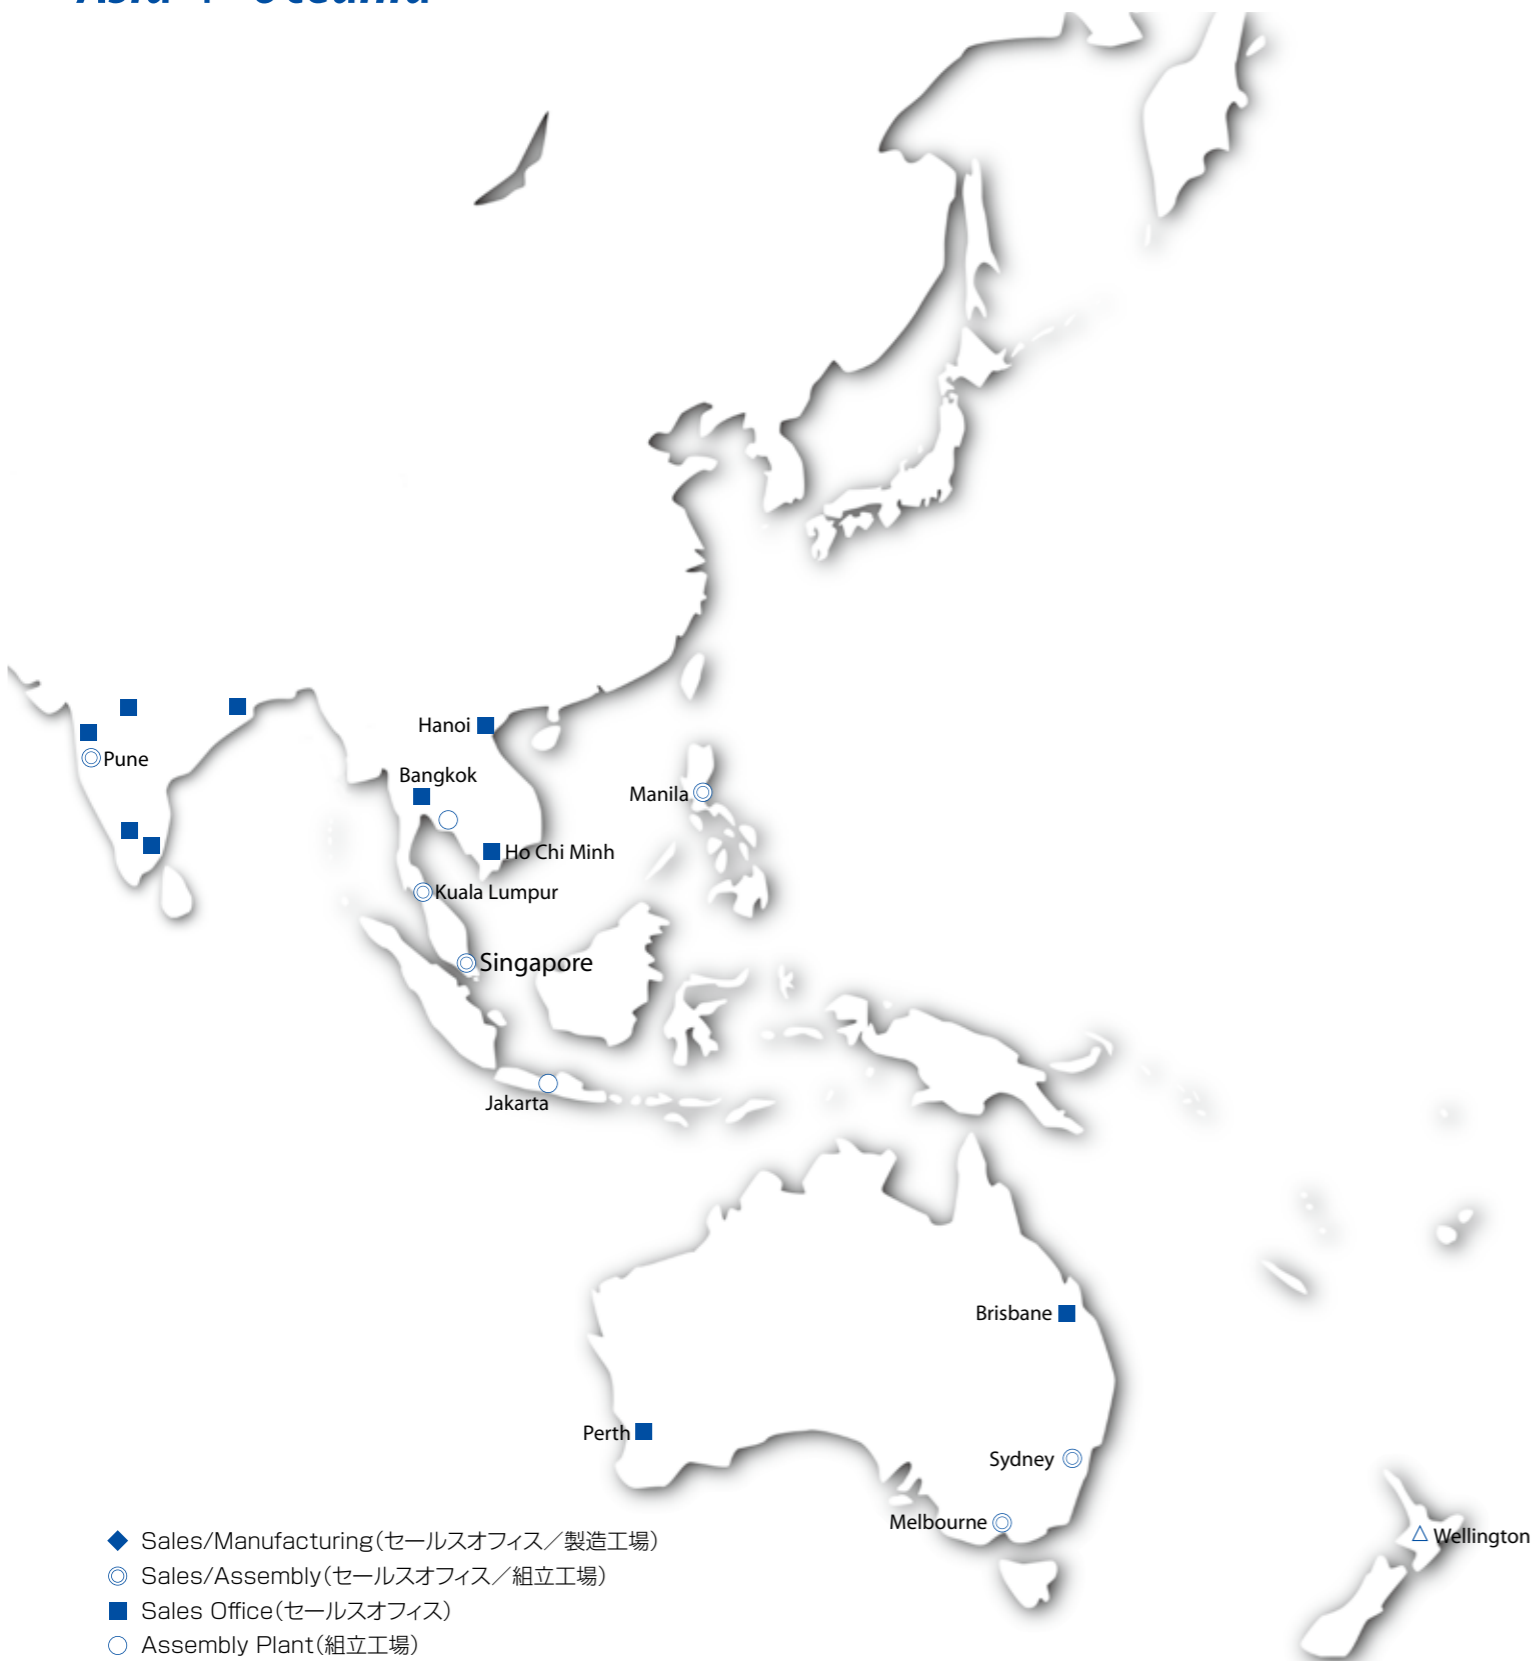 Asia + Oceania
Hanoi
Pune
Bangkok
Manila
Ho Chi Minh
Kuala Lumpur
Singapore
Jakarta
Brisbane
Perth
Sydney
Melbourne
Wellington
◆ Sales/Manufacturing(セールスオフィス／製造工場)
◎ Sales/Assembly(セールスオフィス／組立工場)
■ Sales Office(セールスオフィス)
○ Assembly Plant(組立工場)